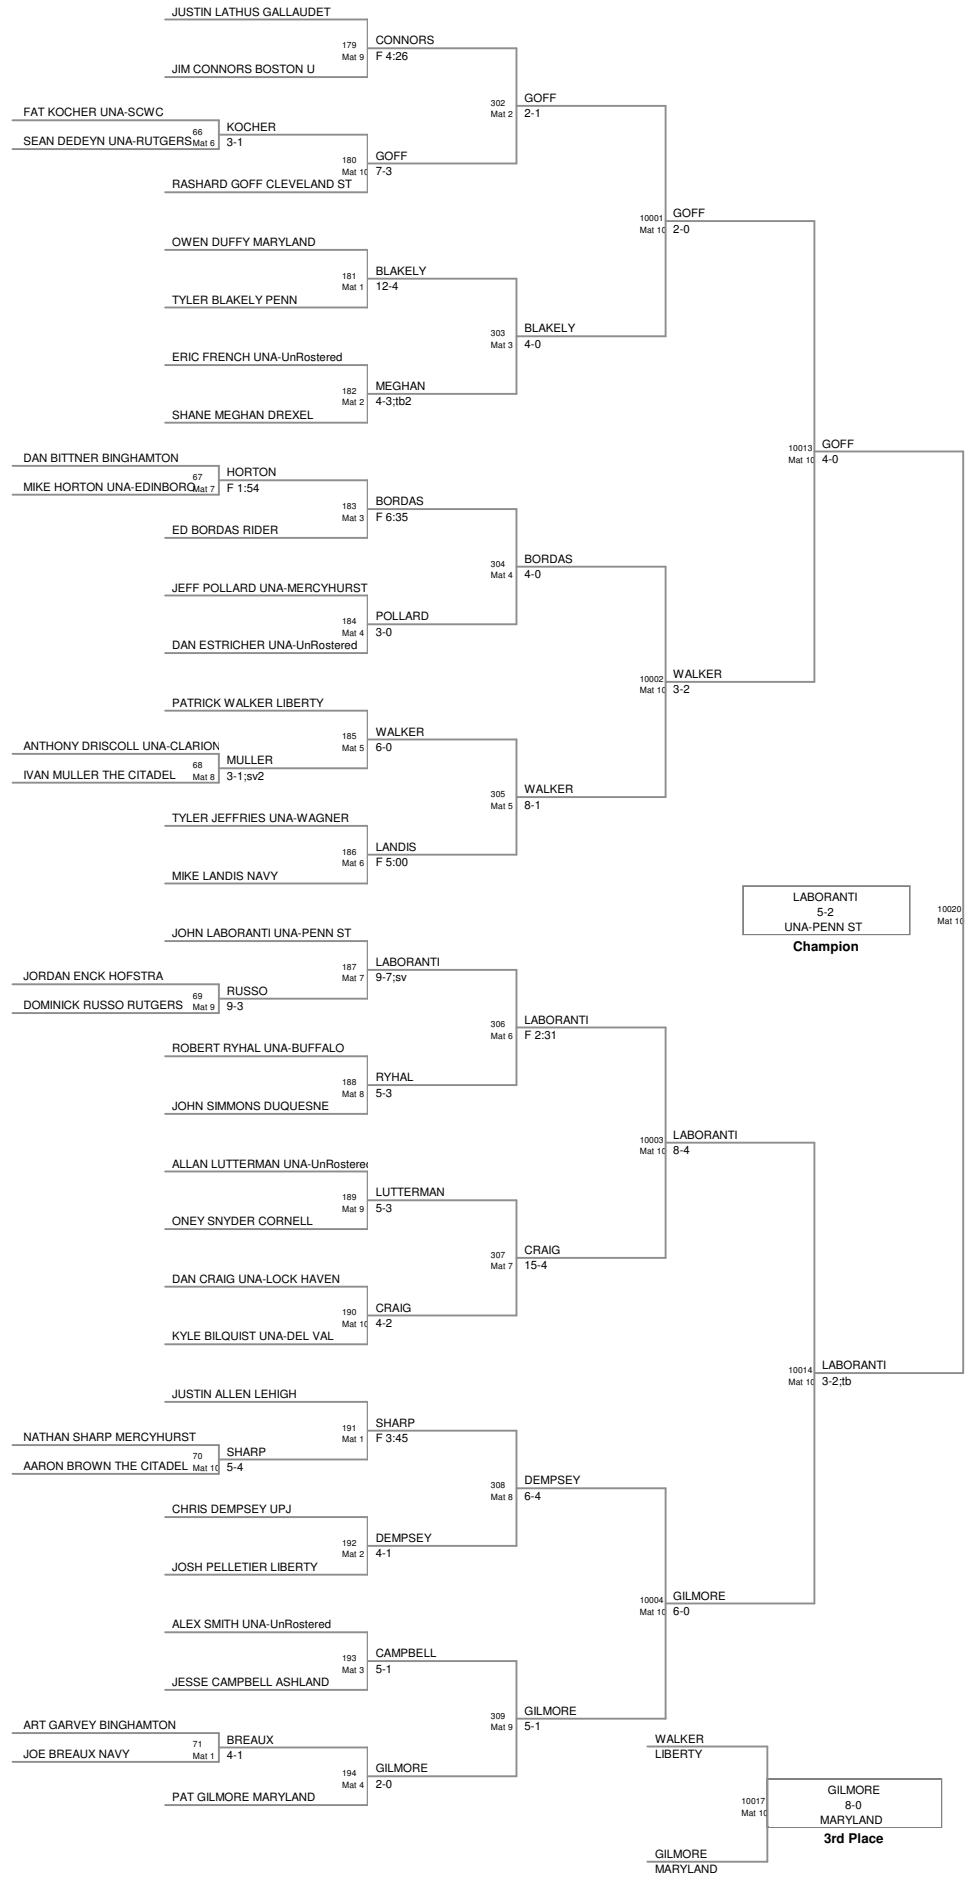 JUSTIN LATHUS GALLAUDET
179
Mat 9
CONNORS
F 4:26
JIM CONNORS BOSTON U
302
Mat 2
GOFF
2-1
FAT KOCHER UNA-SCWC
66
Mat 6
KOCHER
3-1
SEAN DEDEYN UNA-RUTGERS
180
Mat 10
GOFF
7-3
RASHARD GOFF CLEVELAND ST
10001
Mat 10
GOFF
2-0
OWEN DUFFY MARYLAND
181
Mat 1
BLAKELY
12-4
TYLER BLAKELY PENN
303
Mat 3
BLAKELY
4-0
ERIC FRENCH UNA-UnRostered
182
Mat 2
MEGHAN
4-3;tb2
SHANE MEGHAN DREXEL
10013
Mat 10
GOFF
4-0
DAN BITTNER BINGHAMTON
67
Mat 7
HORTON
F 1:54
MIKE HORTON UNA-EDINBORO
183
Mat 3
BORDAS
F 6:35
ED BORDAS RIDER
304
Mat 4
BORDAS
4-0
JEFF POLLARD UNA-MERCYHURST
184
Mat 4
POLLARD
3-0
DAN ESTRICHER UNA-UnRostered
10002
Mat 10
WALKER
3-2
PATRICK WALKER LIBERTY
185
Mat 5
WALKER
6-0
ANTHONY DRISCOLL UNA-CLARION
68
Mat 8
MULLER
3-1;sv2
IVAN MULLER THE CITADEL
305
Mat 5
WALKER
8-1
TYLER JEFFRIES UNA-WAGNER
186
Mat 6
LANDIS
F 5:00
MIKE LANDIS NAVY
LABORANTI
5-2
UNA-PENN ST
Champion
10020
Mat 10
JOHN LABORANTI UNA-PENN ST
187
Mat 7
LABORANTI
9-7;sv
JORDAN ENCK HOFSTRA
69
Mat 9
RUSSO
9-3
DOMINICK RUSSO RUTGERS
306
Mat 6
LABORANTI
F 2:31
ROBERT RYHAL UNA-BUFFALO
188
Mat 8
RYHAL
5-3
JOHN SIMMONS DUQUESNE
10003
Mat 10
LABORANTI
8-4
ALLAN LUTTERMAN UNA-UnRostered
189
Mat 9
LUTTERMAN
5-3
ONEY SNYDER CORNELL
307
Mat 7
CRAIG
15-4
DAN CRAIG UNA-LOCK HAVEN
190
Mat 10
CRAIG
4-2
KYLE BILQUIST UNA-DEL VAL
10014
Mat 10
LABORANTI
3-2;tb
JUSTIN ALLEN LEHIGH
191
Mat 1
SHARP
F 3:45
NATHAN SHARP MERCYHURST
70
Mat 10
SHARP
5-4
AARON BROWN THE CITADEL
308
Mat 8
DEMPSEY
6-4
CHRIS DEMPSEY UPJ
192
Mat 2
DEMPSEY
4-1
JOSH PELLETIER LIBERTY
10004
Mat 10
GILMORE
6-0
ALEX SMITH UNA-UnRostered
193
Mat 3
CAMPBELL
5-1
JESSE CAMPBELL ASHLAND
309
Mat 9
GILMORE
5-1
ART GARVEY BINGHAMTON
71
Mat 1
BREAUX
4-1
JOE BREAUX NAVY
194
Mat 4
GILMORE
2-0
PAT GILMORE MARYLAND
WALKER
LIBERTY
10017
Mat 10
GILMORE
8-0
MARYLAND
3rd Place
GILMORE
MARYLAND